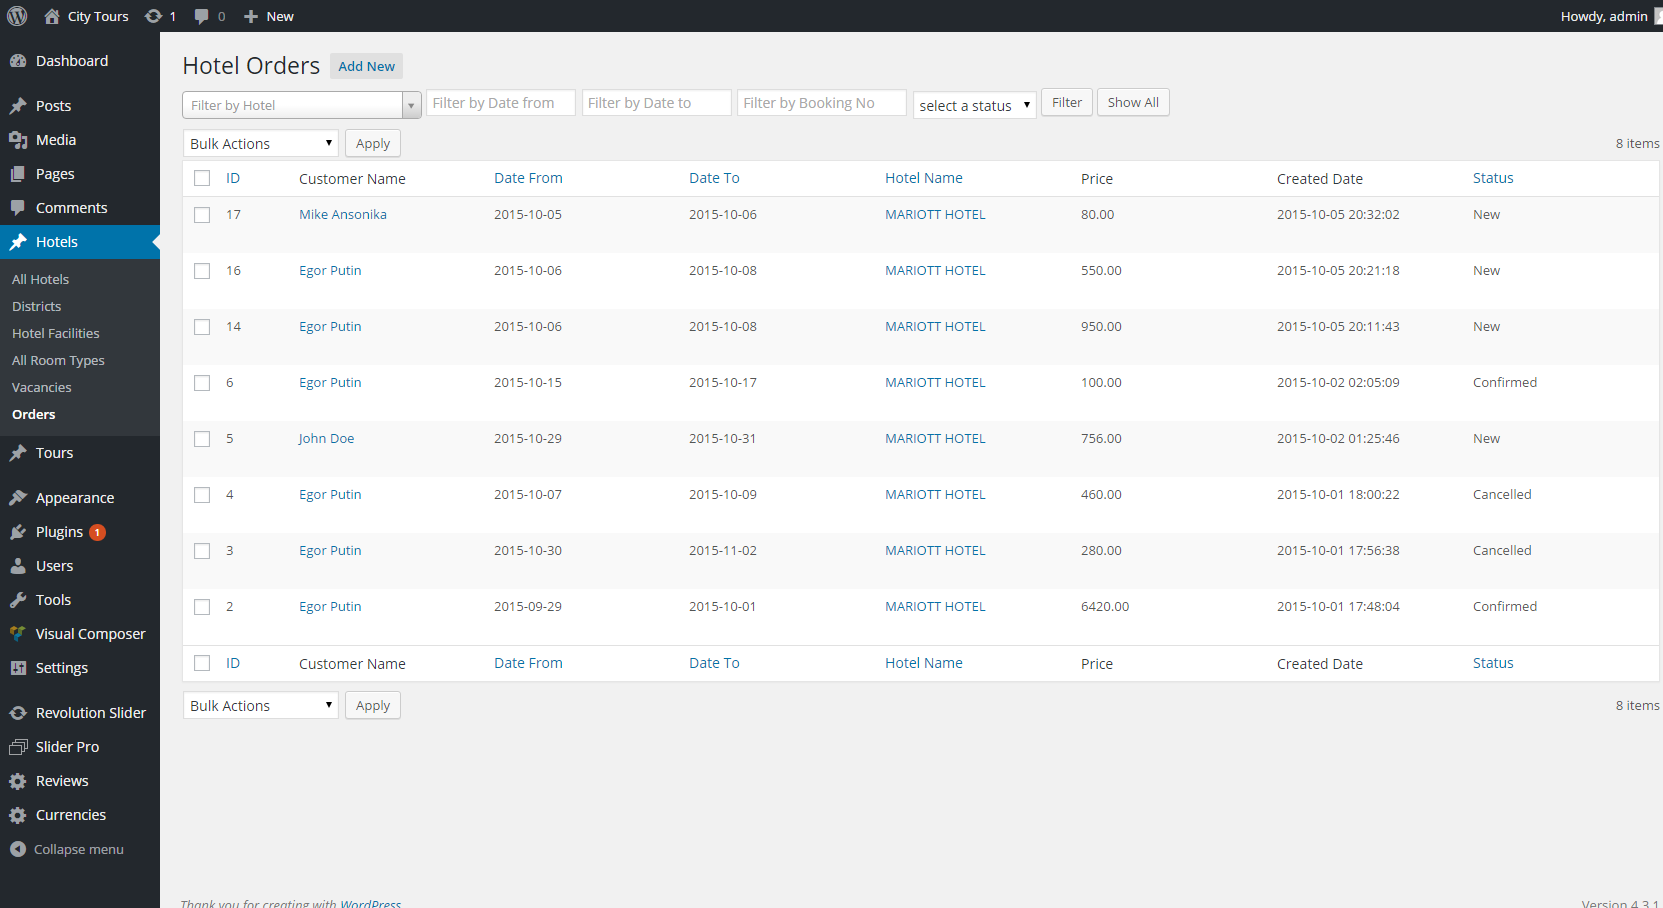 City Tours 1 0 New Howdy, admin
Dashboard
Posts
Media
Pages
Comments
Hotels
All Hotels
Districts
Hotel Facilities
All Room Types
Vacancies
Orders
Tours
Appearance
Plugins 1
Users
Tools
Visual Composer
Settings
Revolution Slider
Slider Pro
Reviews
Currencies
Collapse menu
Hotel Orders Add New
Filter by Hotel Filter by Date from Filter by Date to Filter by Booking No select a status Filter Show All
Bulk Actions Apply 8 items
ID Customer Name Date From Date To Hotel Name Price Created Date Status
17 Mike Ansonika 2015-10-05 2015-10-06 MARIOTT HOTEL 80.00 2015-10-05 20:32:02 New
16 Egor Putin 2015-10-06 2015-10-08 MARIOTT HOTEL 550.00 2015-10-05 20:21:18 New
14 Egor Putin 2015-10-06 2015-10-08 MARIOTT HOTEL 950.00 2015-10-05 20:11:43 New
6 Egor Putin 2015-10-15 2015-10-17 MARIOTT HOTEL 100.00 2015-10-02 02:05:09 Confirmed
5 John Doe 2015-10-29 2015-10-31 MARIOTT HOTEL 756.00 2015-10-02 01:25:46 New
4 Egor Putin 2015-10-07 2015-10-09 MARIOTT HOTEL 460.00 2015-10-01 18:00:22 Cancelled
3 Egor Putin 2015-10-30 2015-11-02 MARIOTT HOTEL 280.00 2015-10-01 17:56:38 Cancelled
2 Egor Putin 2015-09-29 2015-10-01 MARIOTT HOTEL 6420.00 2015-10-01 17:48:04 Confirmed
ID Customer Name Date From Date To Hotel Name Price Created Date Status
Bulk Actions Apply 8 items
Thank you for creating with WordPress Version 4.3.1